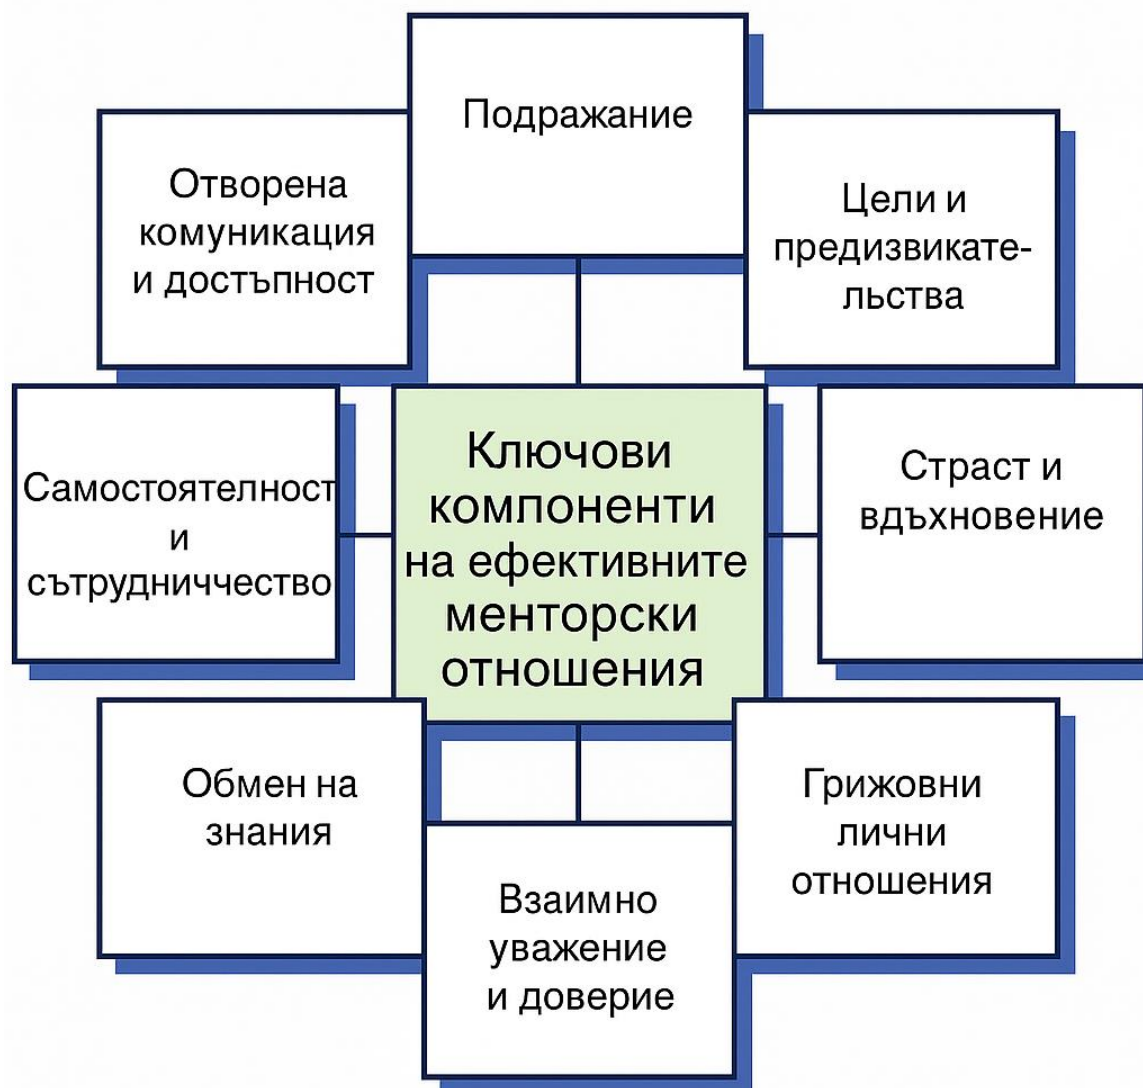 Подражание
Отворена
комуникация
и достъпност
Цели и
предизвикате-
льства
Самостоятелност
и
сътрудниччество
Ключови
компоненти
на ефективните
менторски
отношения
Страст и
вдъхновение
Обмен на
знания
Взаимно
уважение
и доверие
Грижовни
лични
отношения